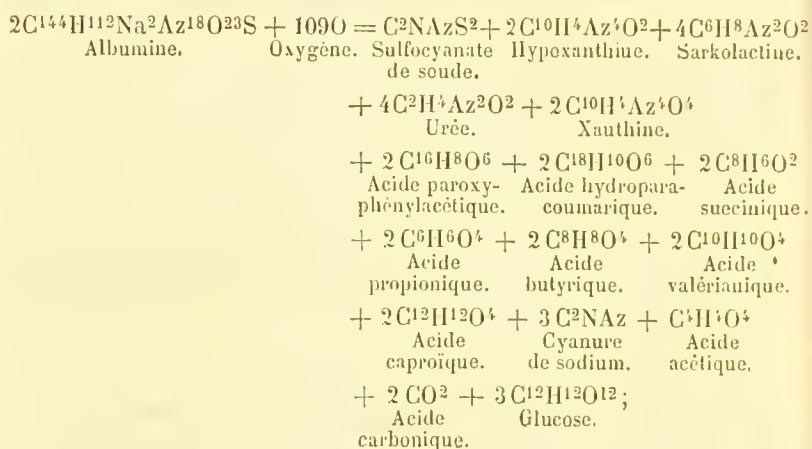 2C¹⁴⁴H¹¹²Na²Az¹⁸O²³S + 109O = C²NAzS² + 2C¹⁰H⁴Az⁴O² + 4C⁶H⁸Az²O²
Albumine. Oxygène. Sulfocyanate de soude. Hypoxanthine. Sarkolactine.
+ 4C²H⁴Az²O² + 2C¹⁰H⁴Az⁴O⁴
Urée. Xanthine.
+ 2C¹⁶H⁸O⁶ + 2C¹⁸H¹⁰O⁶ + 2C⁸H⁶O²
Acide paroxy- Acide hydropara- Acide
phénylacétique. coumarique. succinique.
+ 2C⁶H⁶O⁴ + 2C⁸H⁸O⁴ + 2C¹⁰H¹⁰O⁴
Acide Acide Acide
propionique. butyrique. valérianique.
+ 2C¹²H¹²O⁴ + 3C²NAz + C⁴H⁴O⁴
Acide Cyanure Acide
caproïque. de sodium. acétique.
+ 2CO² + 3C¹²H¹²O¹²;
Acide Glucose.
carbonique.